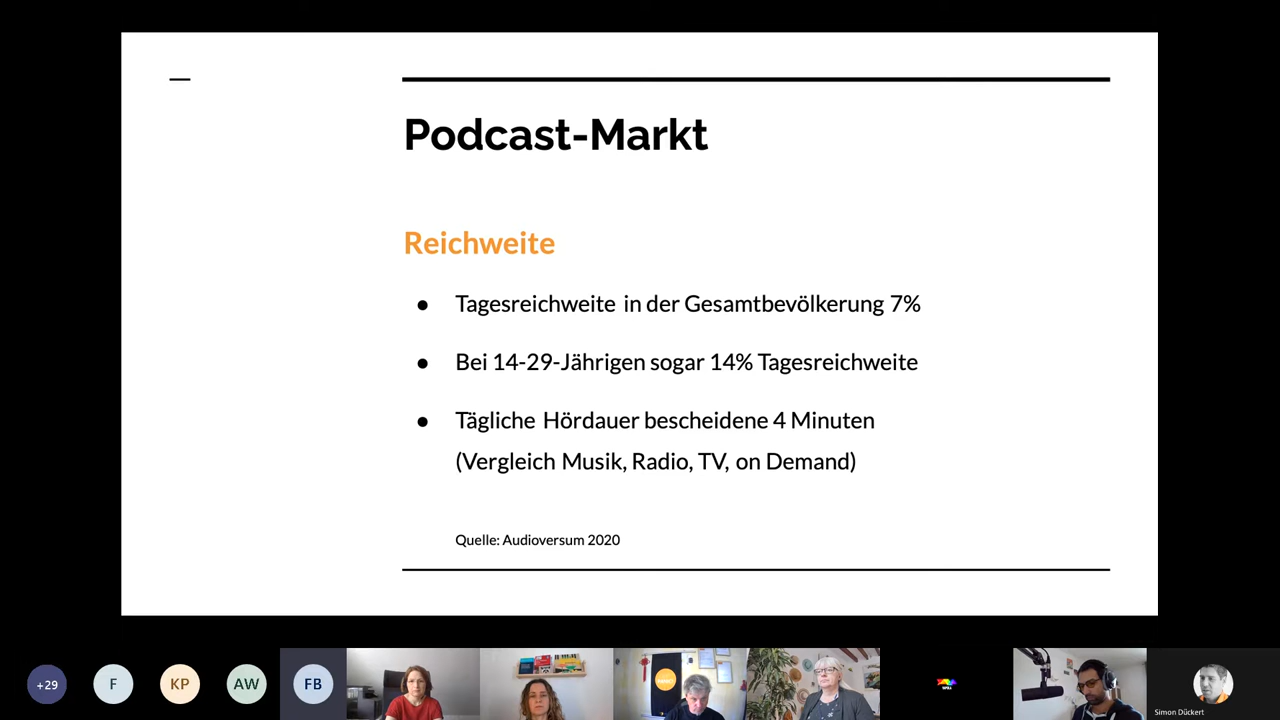 Podcast-Markt
Reichweite
● Tagesreichweite in der Gesamtbevölkerung 7%
● Bei 14-29-Jährigen sogar 14% Tagesreichweite
● Tägliche Hördauer bescheidene 4 Minuten
(Vergleich Musik, Radio, TV, on Demand)
Quelle: Audioversum 2020
+29
F
KP
AW
FB
Simon Dückert